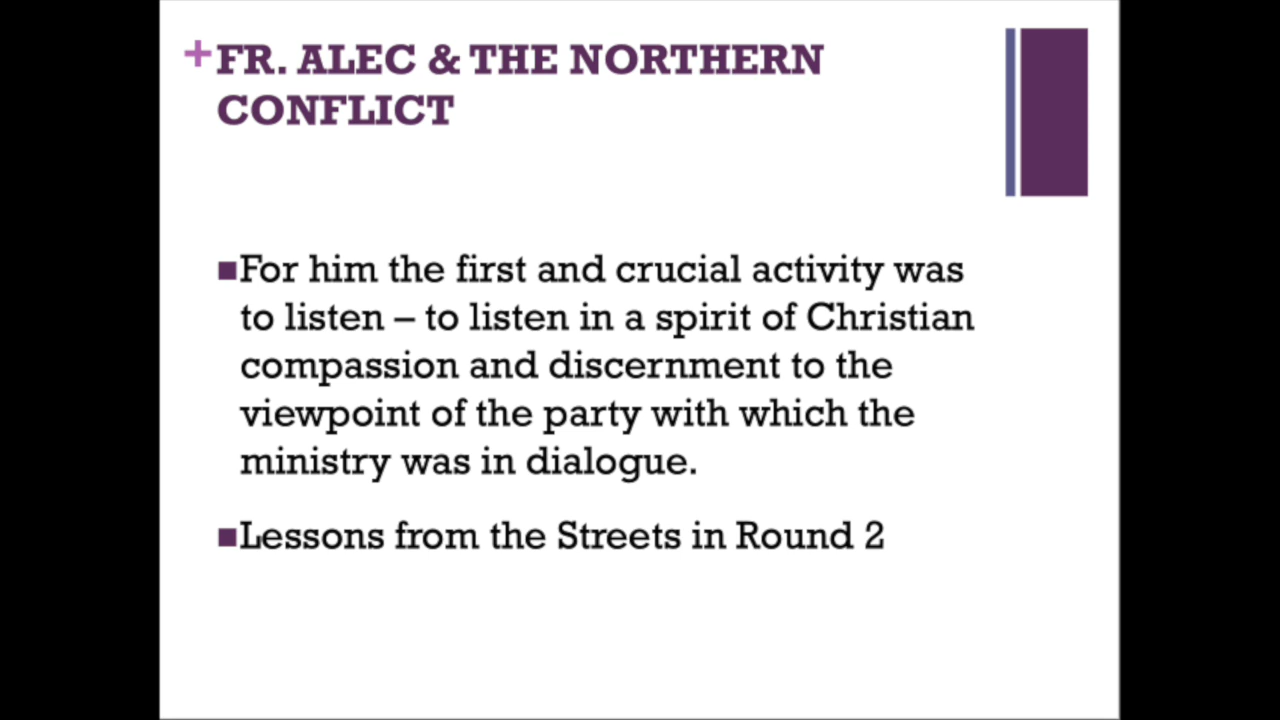 +FR. ALEC & THE NORTHERN
CONFLICT
■For him the first and crucial activity was
to listen – to listen in a spirit of Christian
compassion and discernment to the
viewpoint of the party with which the
ministry was in dialogue.
■Lessons from the Streets in Round 2